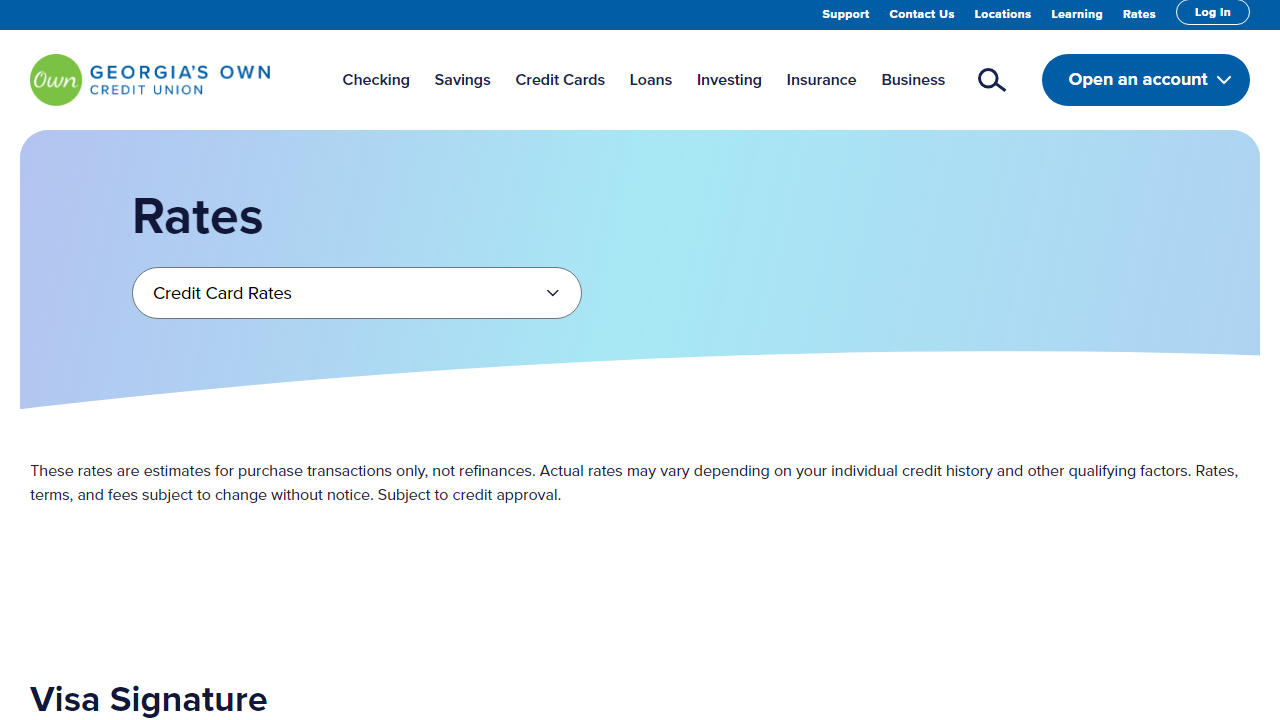 Support Contact Us Locations Learning Rates Log In
Own GEORGIA'S OWN
CREDIT UNION
Checking Savings Credit Cards Loans Investing Insurance Business Open an account
Rates
Credit Card Rates
These rates are estimates for purchase transactions only, not refinances. Actual rates may vary depending on your individual credit history and other qualifying factors. Rates,
terms, and fees subject to change without notice. Subject to credit approval.
Visa Signature